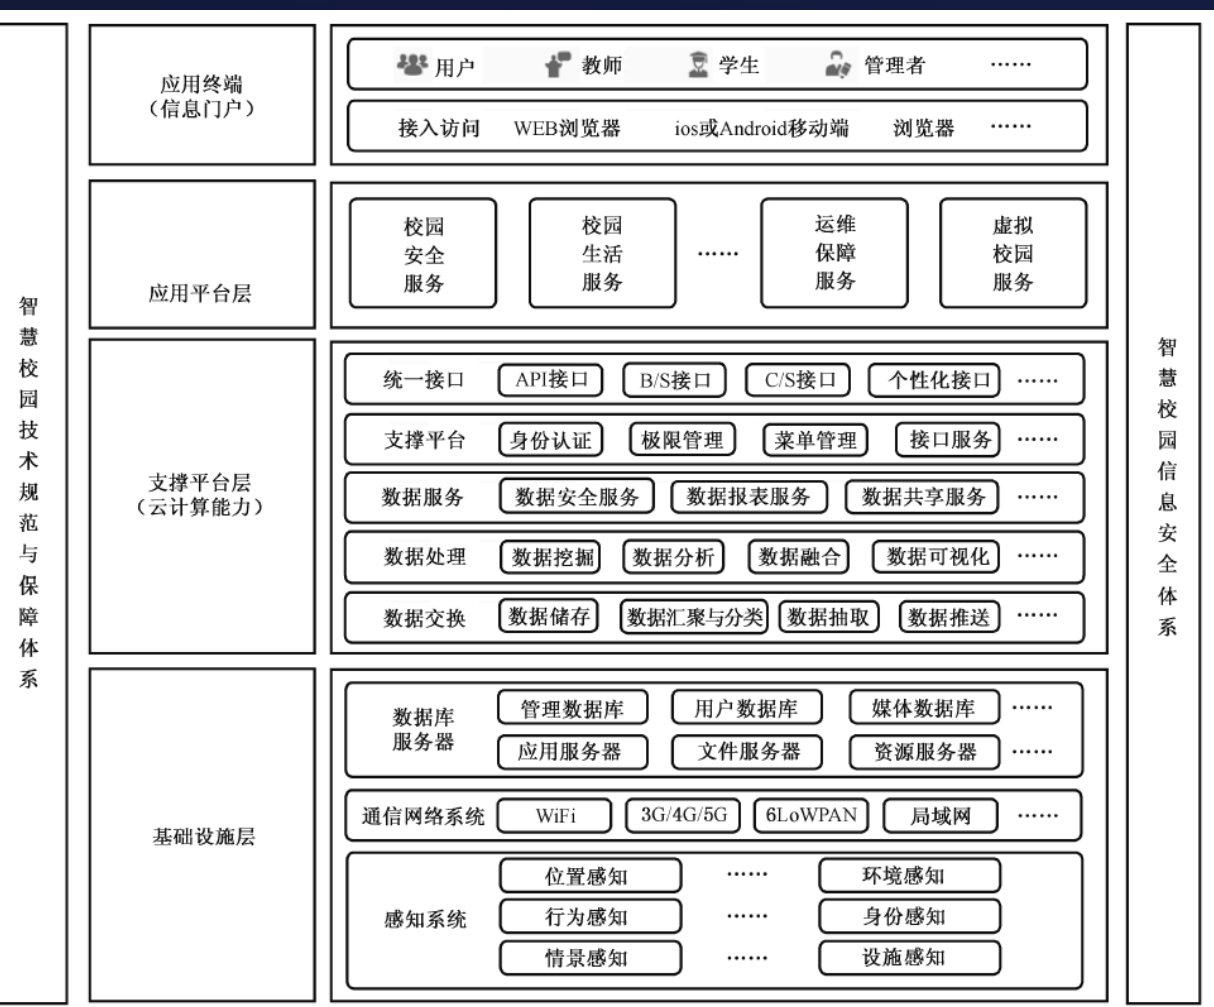 智慧校园技术规范与保障体系
应用终端
（信息门户）
用户 教师 学生 管理者 ……
接入访问 WEB浏览器 ios或Android移动端 浏览器 ……
应用平台层
校园
安全
服务
校园
生活
服务
……
运维
保障
服务
虚拟
校园
服务
支撑平台层
（云计算能力）
统一接口 API接口 B/S接口 C/S接口 个性化接口 ……
支撑平台 身份认证 极限管理 菜单管理 接口服务 ……
数据服务 数据安全服务 数据报表服务 数据共享服务 ……
数据处理 数据挖掘 数据分析 数据融合 数据可视化 ……
数据交换 数据储存 数据汇聚与分类 数据抽取 数据推送 ……
基础设施层
数据库
服务器
管理数据库 用户数据库 媒体数据库 ……
应用服务器 文件服务器 资源服务器 ……
通信网络系统 WiFi 3G/4G/5G 6LoWPAN 局域网 ……
感知系统
位置感知 …… 环境感知
行为感知 …… 身份感知
情景感知 …… 设施感知
智慧校园信息安全体系